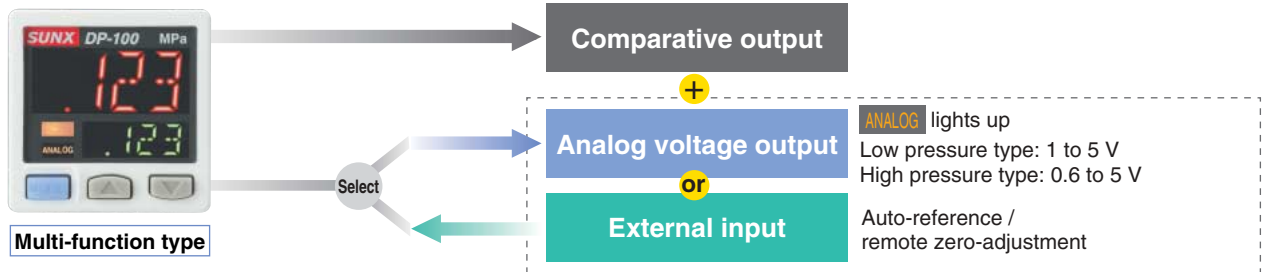 SUNX DP-100 MPa
.123
ANALOG .123
Multi-function type
Select
Comparative output
+
Analog voltage output
or
External input
ANALOG lights up
Low pressure type: 1 to 5 V
High pressure type: 0.6 to 5 V
Auto-reference /
remote zero-adjustment